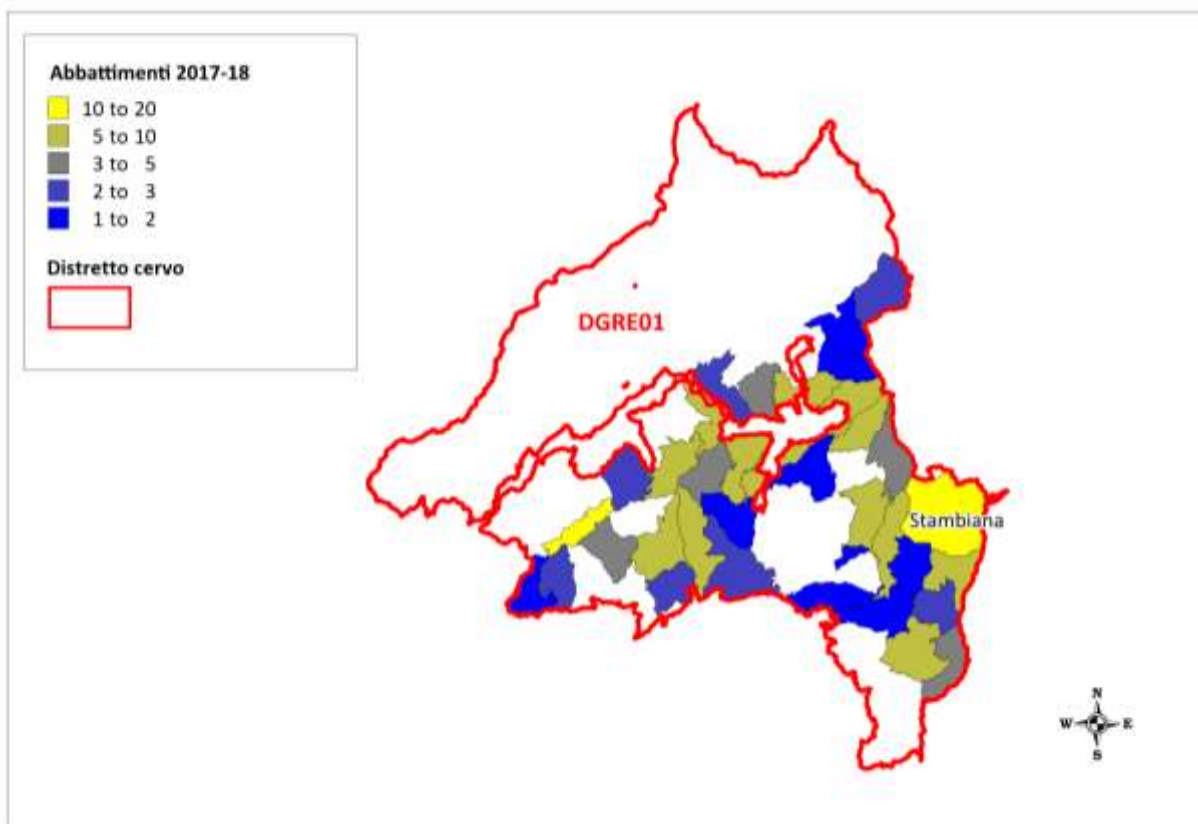 Abbattimenti 2017-18
10 to 20
5 to 10
3 to 5
2 to 3
1 to 2
Distretto cervo
DGRE01
Stambiana
N
W E
S